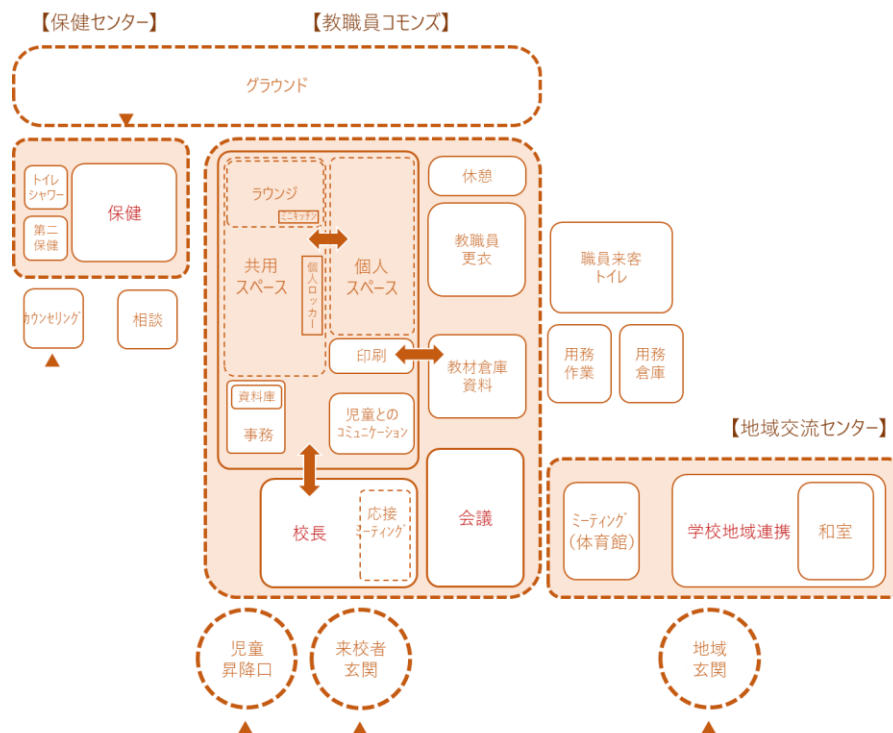 【保健センター】
【教職員コモンズ】
グラウンド
トイレ
シャワー
保健
第二
保健
カウンセリング
相談
ラウンジ
ミニキッチン
共用
スペース
個人ロッカー
個人
スペース
印刷
資料庫
事務
児童との
コミュニケーション
休憩
教職員
更衣
教材倉庫
資料
職員来客
トイレ
用務
作業
用務
倉庫
校長
応接
ミーティング
会議
【地域交流センター】
ミーティング
(体育館)
学校地域連携
和室
児童
昇降口
来校者
玄関
地域
玄関